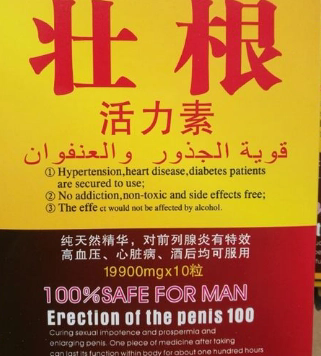 壮根
活力素
قوية الجذور والعنفوان
① Hypertension,heart disease,diabetes patients
are secured to use;
② No addiction,non-toxic and side effects free;
③ The effe ct would not be affected by alcohol.
纯天然精华，对前列腺炎有特效
高血压、心脏病、酒后均可服用
19900mgx10粒
100%SAFE FOR MAN
Erection of the penis 100
Curing sexual impotence and prospermia and
enlarging penis. One piece of medicine after taking
can last its function within body for about one hundred hours